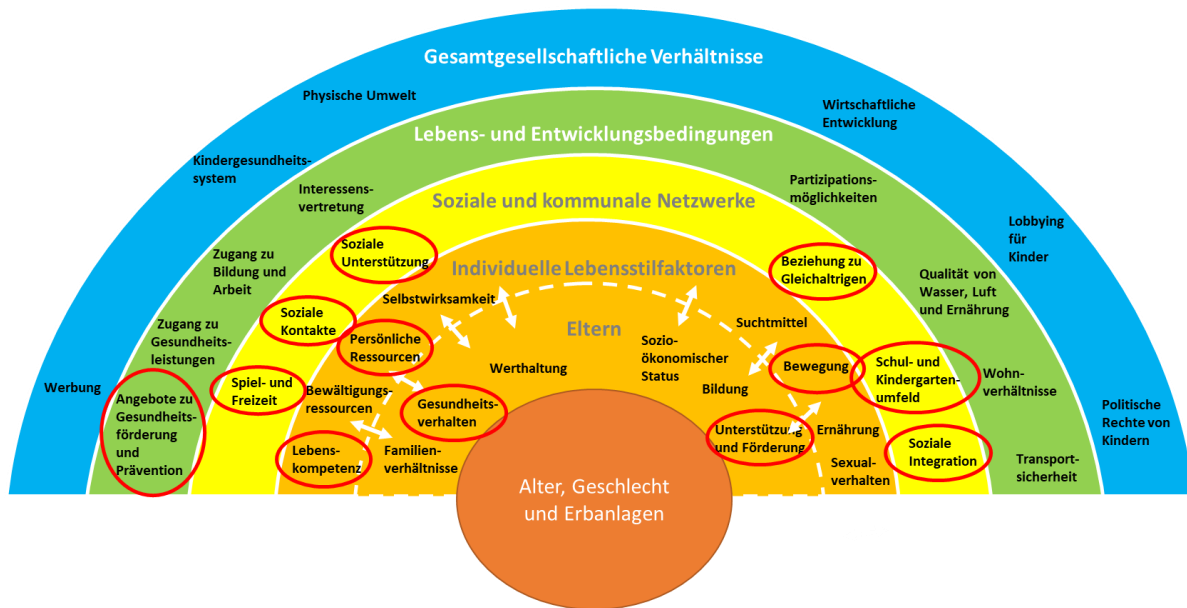 Gesamtgesellschaftliche Verhältnisse
Physische Umwelt
Wirtschaftliche
Entwicklung
Kindergesundheits-
system
Lobbying
für
Kinder
Werbung
Politische
Rechte von
Kindern
Lebens- und Entwicklungsbedingungen
Interessens-
vertretung
Partizipations-
möglichkeiten
Zugang zu
Bildung und
Arbeit
Qualität von
Wasser, Luft
und Ernährung
Zugang zu
Gesundheits-
leistungen
Wohn-
verhältnisse
Angebote zu
Gesundheits-
förderung
und
Prävention
Transport-
sicherheit
Soziale und kommunale Netzwerke
Soziale
Unterstützung
Beziehung zu
Gleichaltrigen
Soziale
Kontakte
Spiel- und
Freizeit
Schul- und
Kindergarten-
umfeld
Soziale
Integration
Individuelle Lebensstilfaktoren
Selbstwirksamkeit
Suchtmittel
Persönliche
Ressourcen
Bewegung
Bewältigungs-
ressourcen
Ernährung
Lebens-
kompetenz
Sexual-
verhalten
Eltern
Werthaltung
Sozio-
ökonomischer
Status
Bildung
Gesundheits-
verhalten
Unterstützung
und Förderung
Familien-
verhältnisse
Alter, Geschlecht
und Erbanlagen